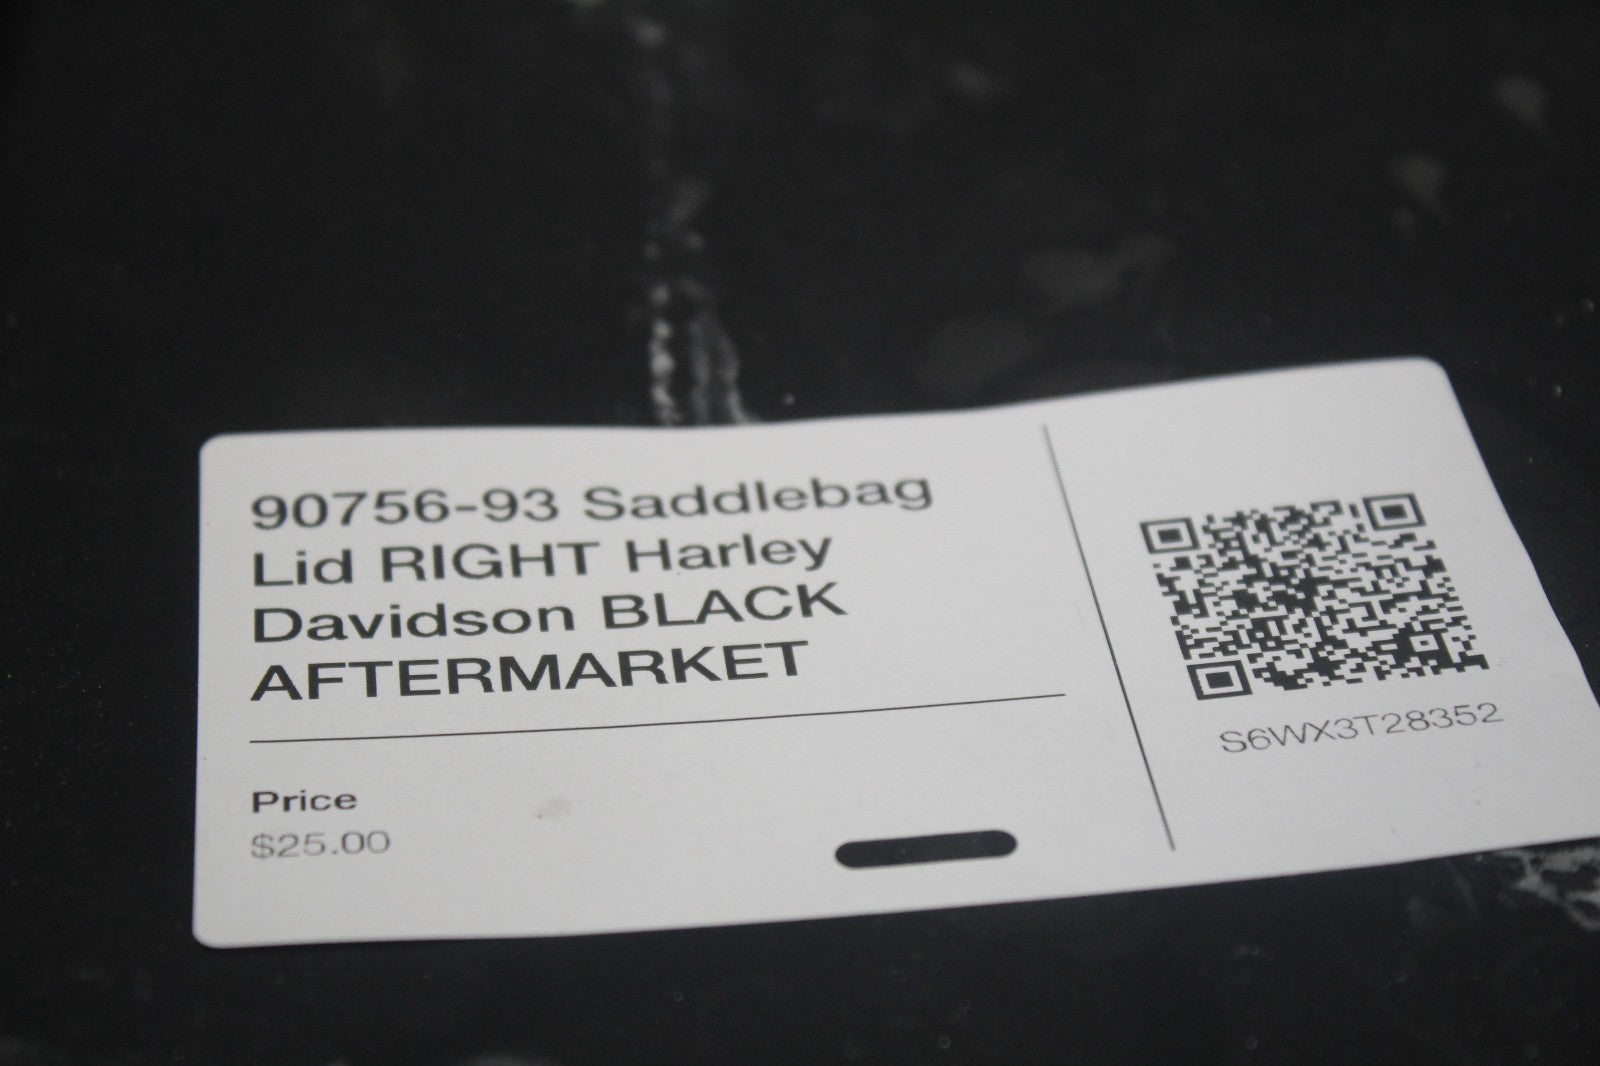 90756-93 Saddlebag
Lid RIGHT Harley
Davidson BLACK
AFTERMARKET
Price
$25.00
S6WX3T28352